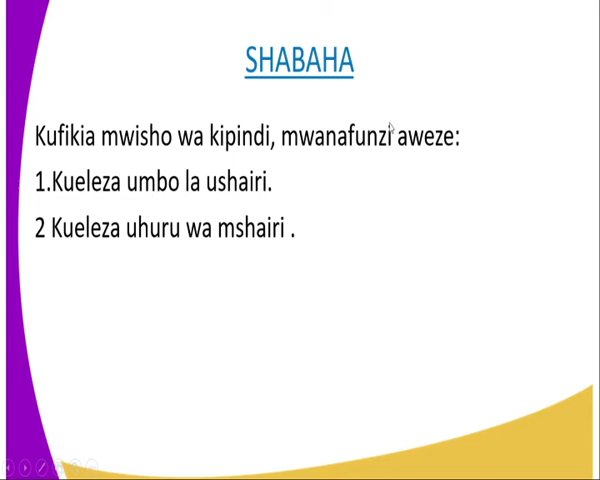 SHABAHA
Kufikia mwisho wa kipindi, mwanafunzi aweze:
1.Kueleza umbo la ushairi.
2 Kueleza uhuru wa mshairi .